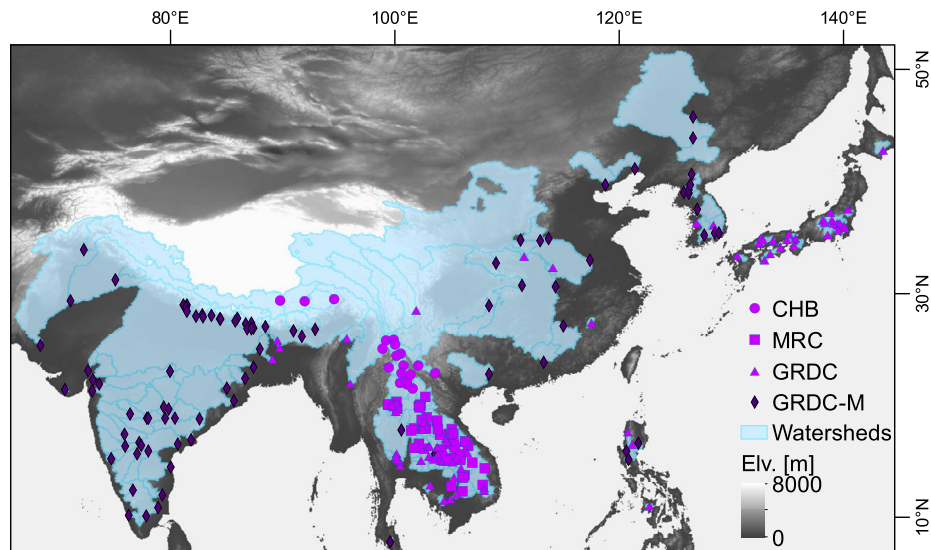 80°E 100°E 120°E 140°E
50°N
30°N
10°N
CHB
MRC
GRDC
GRDC-M
Watersheds
Elv. [m]
8000
0